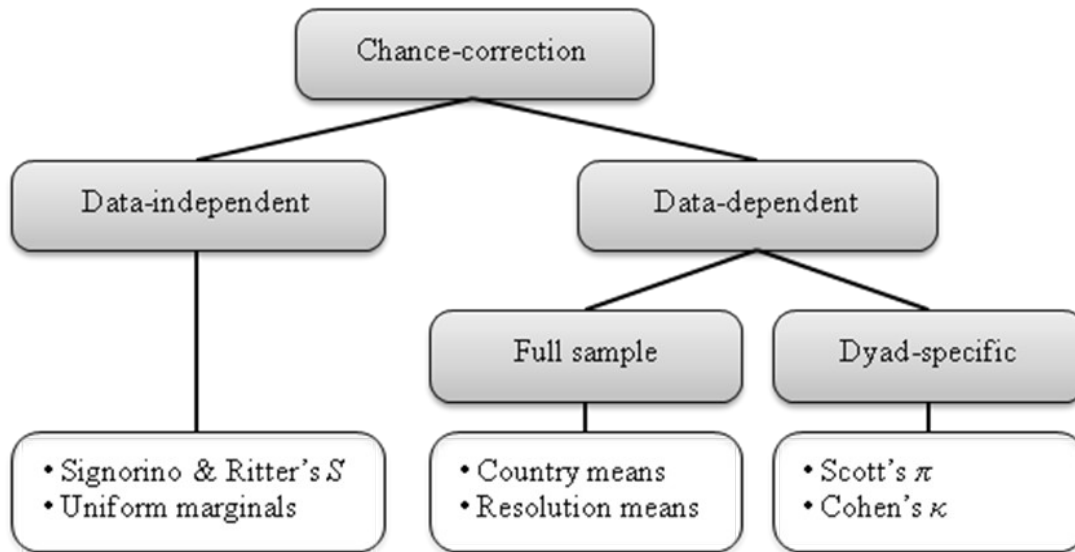 Chance-correction
Data-independent
Data-dependent
Full sample
Dyad-specific
• Signorino & Ritter’s S
• Uniform marginals
• Country means
• Resolution means
• Scott’s π
• Cohen’s κ